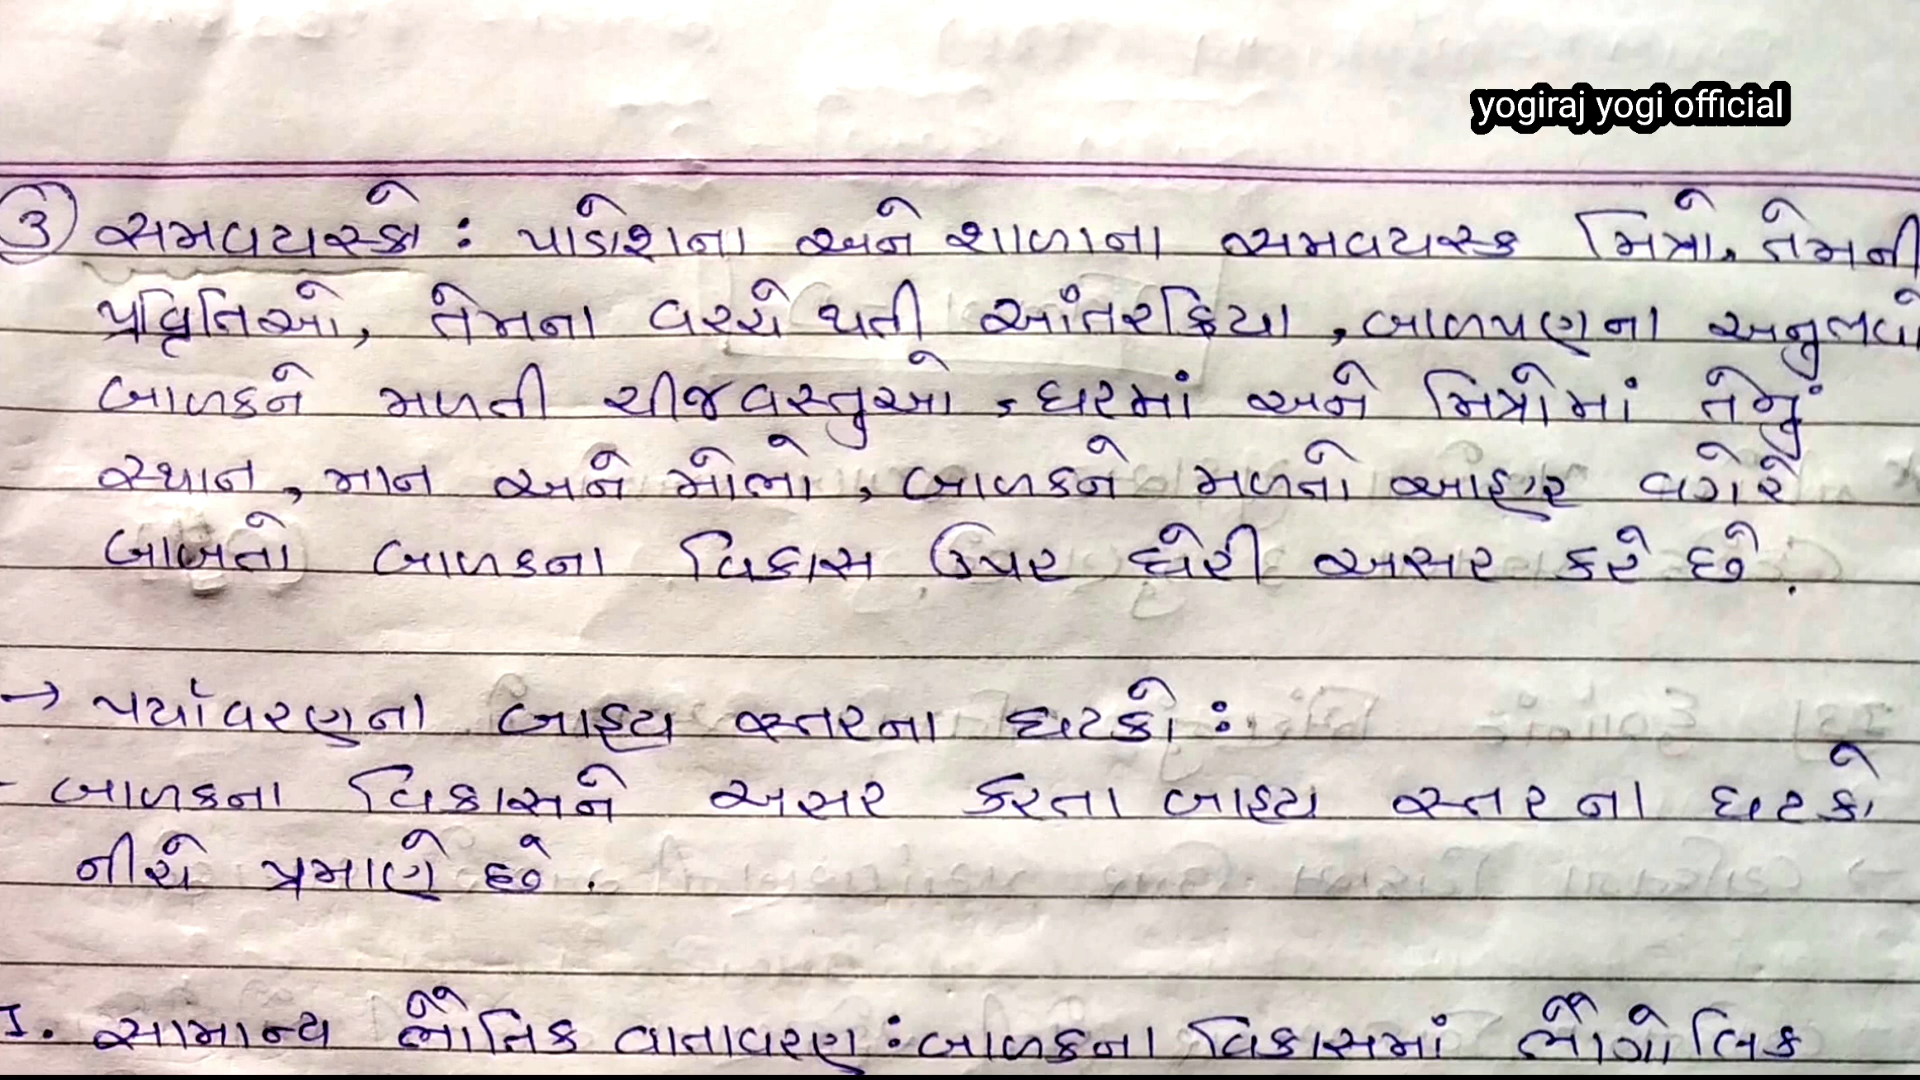 yogiraj yogi official
③ સમવયસ્કો : પાડોશના અને શાળાના સમવયસ્ક મિત્રો, તેમની
પ્રવૃિત્તિઓ, તેમના વચ્ચે થતી આંતરક્રિયા, બાળપણના અનુભવો
બાળકને મળતી ચીજવસ્તુઓ, ઘરમાં અને મિત્રોમાં તેનું
સ્થાન, માન અને મોભો, બાળકને મળતો આહાર વગેરે
બાબતો બાળકના વિકાસ ઉપર ઘેરી અસર કરે છે.
→ પર્યાવરણના બાહ્ય સ્તરના ઘટકો :
- બાળકના વિકાસને અસર કરતા બાહ્ય સ્તરના ઘટકો
નીચે પ્રમાણે છે.
1. સામાન્ય ભૌતિક વાતાવરણ : બાળકના વિકાસમાં ભૌગોલિક